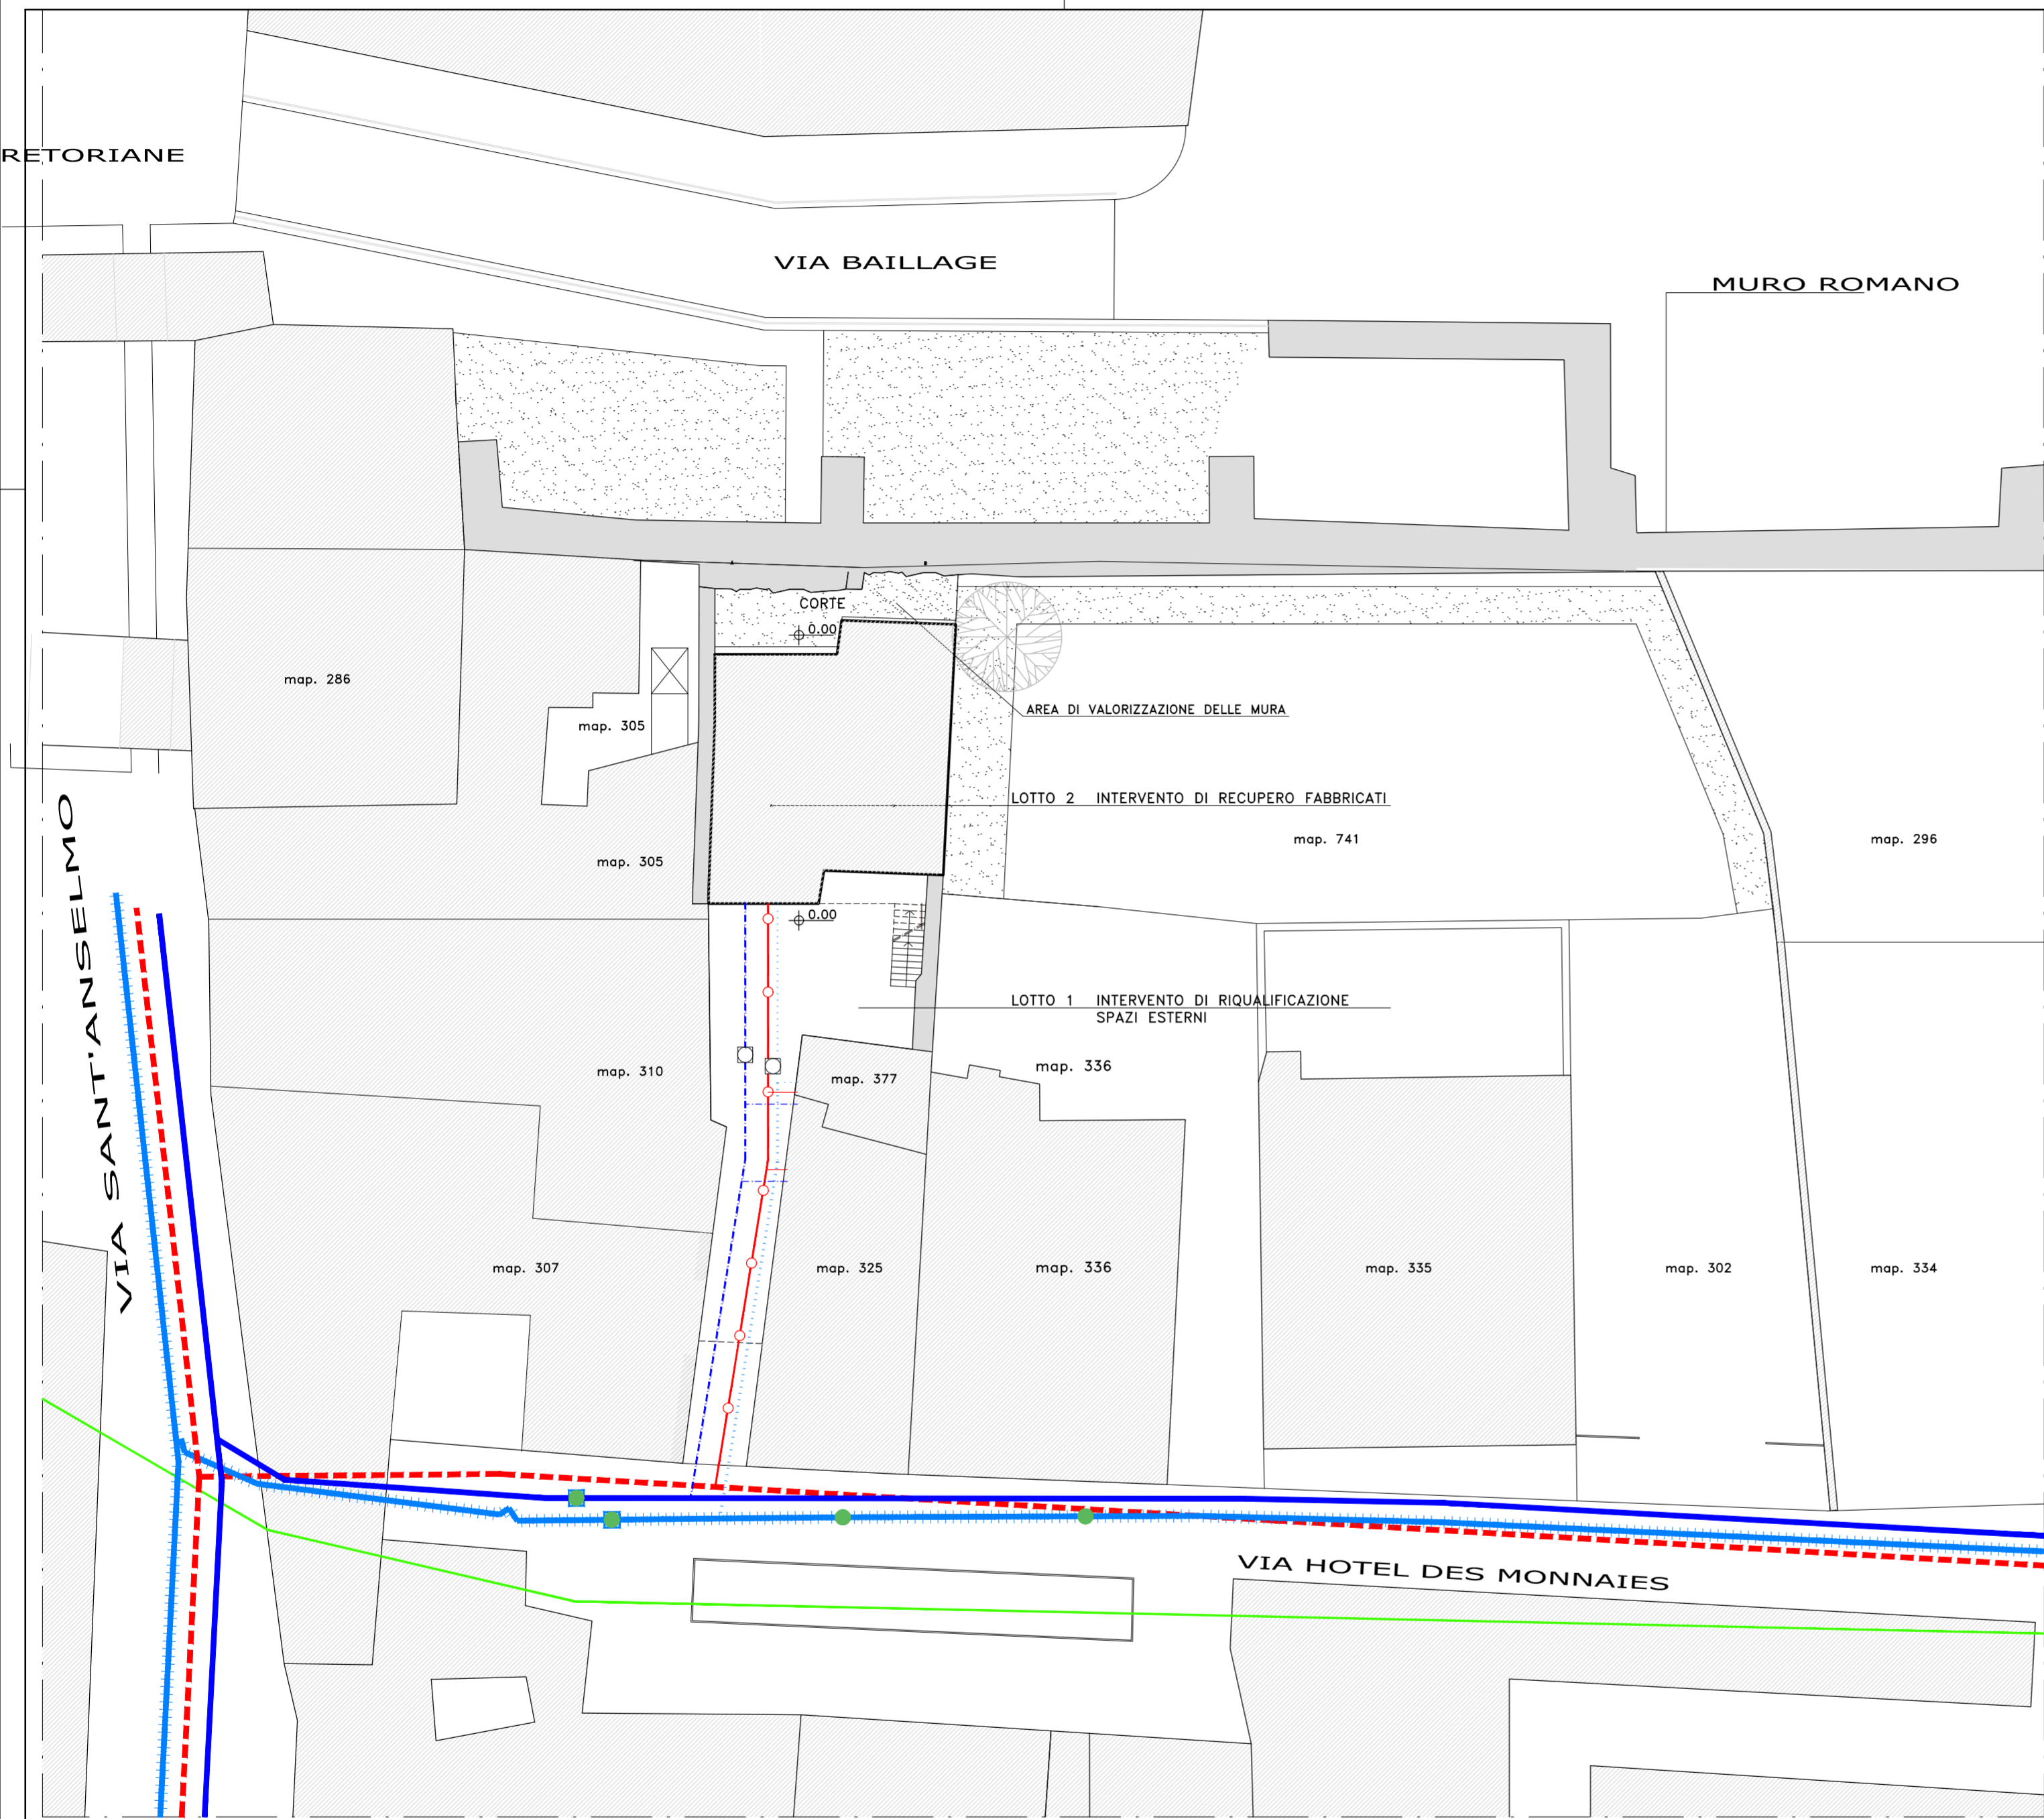 RETORIANE
VIA BAILLAGE
MURO ROMANO
CORTE
0.00
map. 286
AREA DI VALORIZZAZIONE DELLE MURA
map. 305
LOTTO 2 INTERVENTO DI RECUPERO FABBRICATI
map. 741
map. 296
map. 305
VIA SANT'ANSELMO
0.00
LOTTO 1 INTERVENTO DI RIQUALIFICAZIONE
SPAZI ESTERNI
map. 310
map. 377
map. 336
map. 307
map. 325
map. 336
map. 335
map. 302
map. 334
VIA HOTEL DES MONNAIES